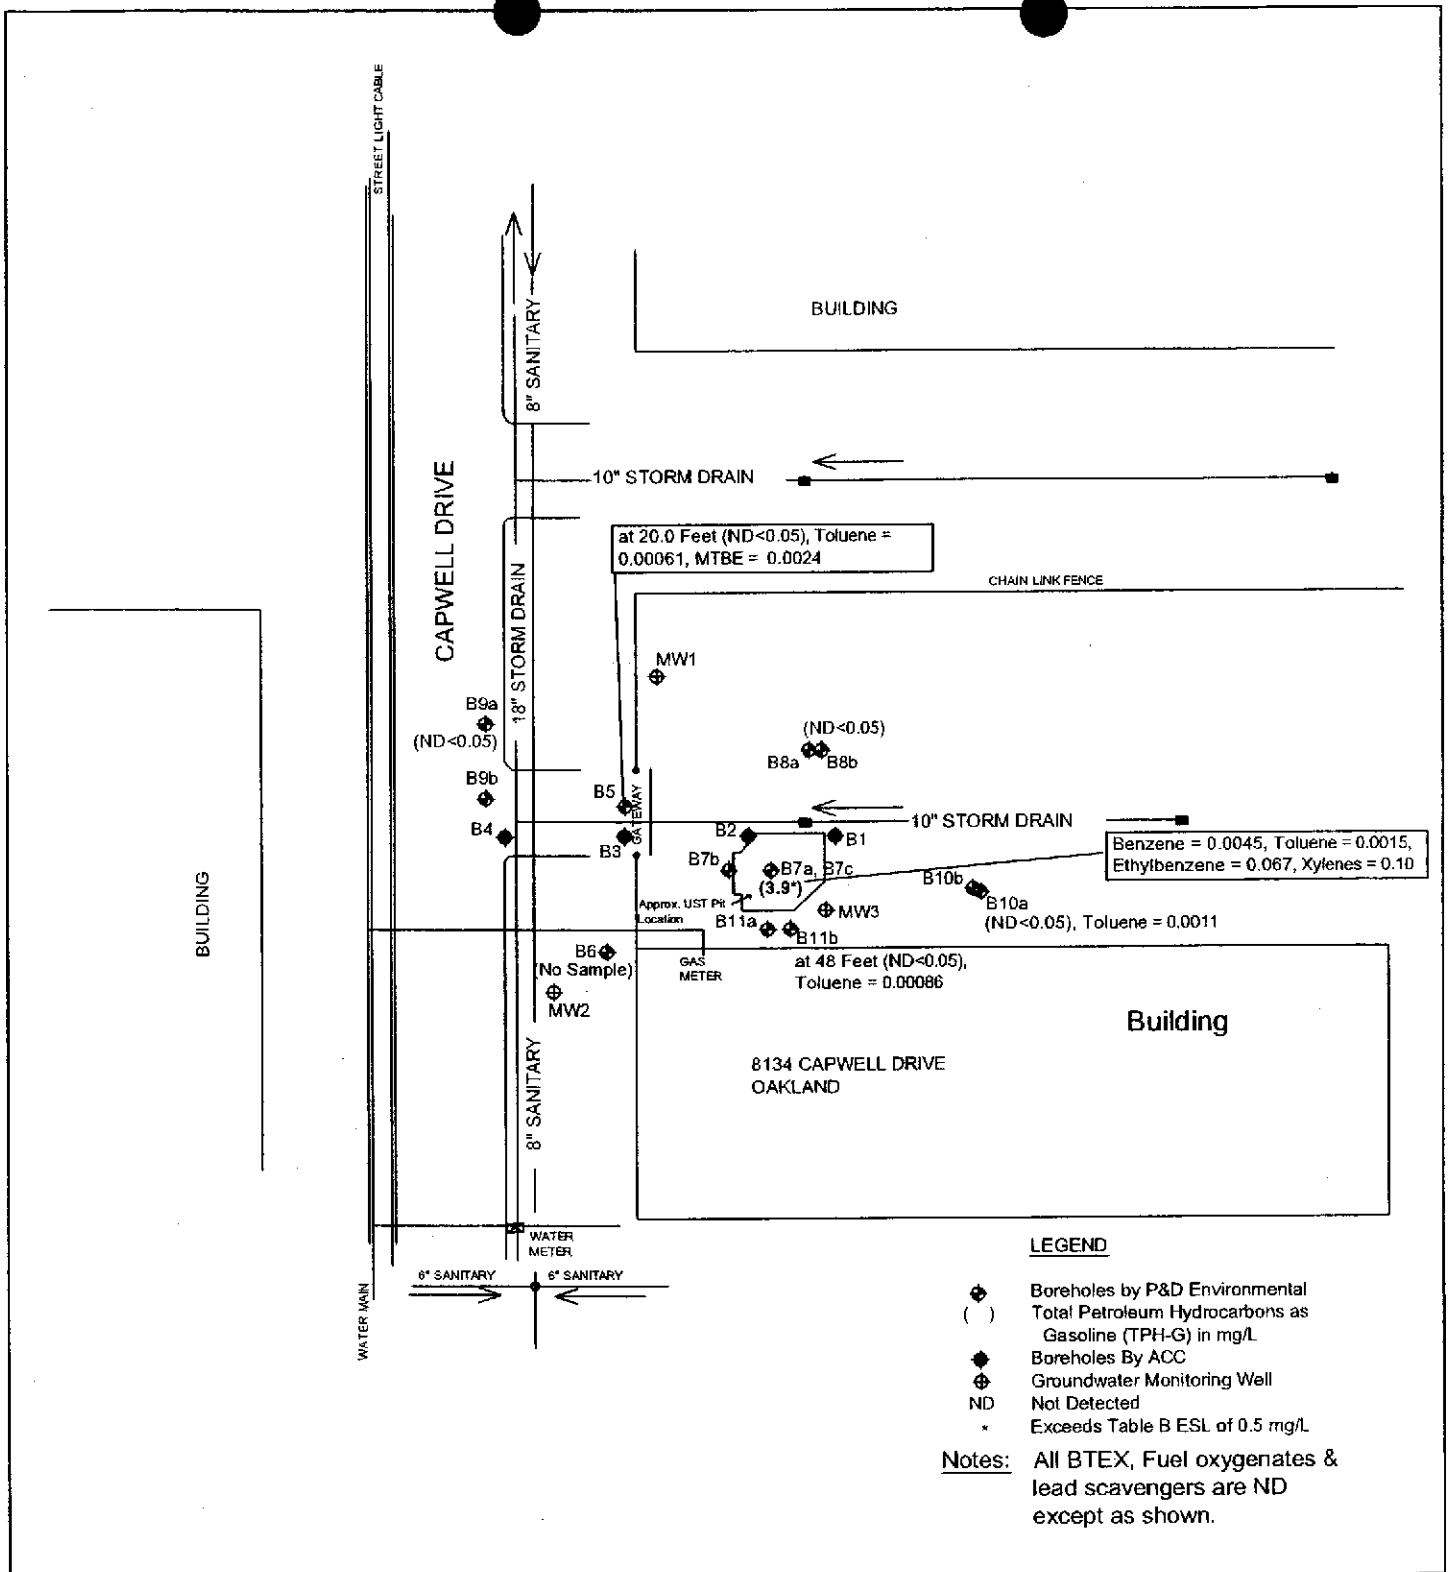 STREET LIGHT CABLE
BUILDING
8" SANITARY
10" STORM DRAIN
CAPWELL DRIVE
at 20.0 Feet (ND<0.05), Toluene =
0.00061, MTBE = 0.0024
CHAIN LINK FENCE
18" STORM DRAIN
MW1
B9a
(ND<0.05)
(ND<0.05)
B8a
B8b
B9b
B5
GATEWAY
B4
B3
B2
B1
10" STORM DRAIN
Benzene = 0.0045, Toluene = 0.0015,
Ethylbenzene = 0.067, Xylenes = 0.10
B7b
B7a, B7c
(3.9*)
B10b
B10a
(ND<0.05), Toluene = 0.0011
Approx. UST Pit
Location
MW3
B11a
B11b
at 48 Feet (ND<0.05),
Toluene = 0.00086
BUILDING
B6
(No Sample)
GAS
METER
MW2
Building
8134 CAPWELL DRIVE
OAKLAND
8" SANITARY
WATER
METER
6" SANITARY
6" SANITARY
WATER MAIN
LEGEND
Boreholes by P&D Environmental
( ) Total Petroleum Hydrocarbons as
Gasoline (TPH-G) in mg/L
Boreholes By ACC
Groundwater Monitoring Well
ND Not Detected
* Exceeds Table B ESL of 0.5 mg/L
Notes: All BTEX, Fuel oxygenates &
lead scavengers are ND
except as shown.